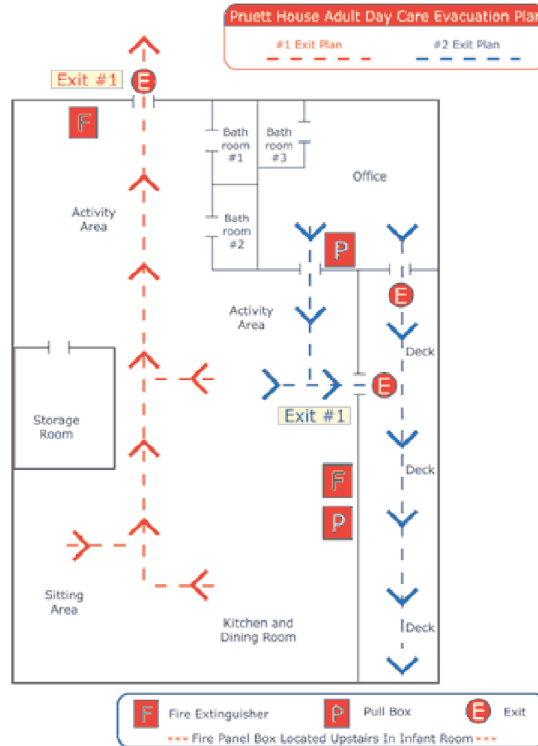 Pruett House Adult Day Care Evacuation Plan
#1 Exit Plan
#2 Exit Plan
Exit #1
E
F
Bath
room
#1
Bath
room
#3
Office
Activity
Area
Bath
room
#2
P
E
Activity
Area
Deck
E
Exit #1
Storage
Room
F
Deck
P
Sitting
Area
Kitchen and
Dining Room
Deck
F Fire Extinguisher
P Pull Box
E Exit
--- Fire Panel Box Located Upstairs In Infant Room ---